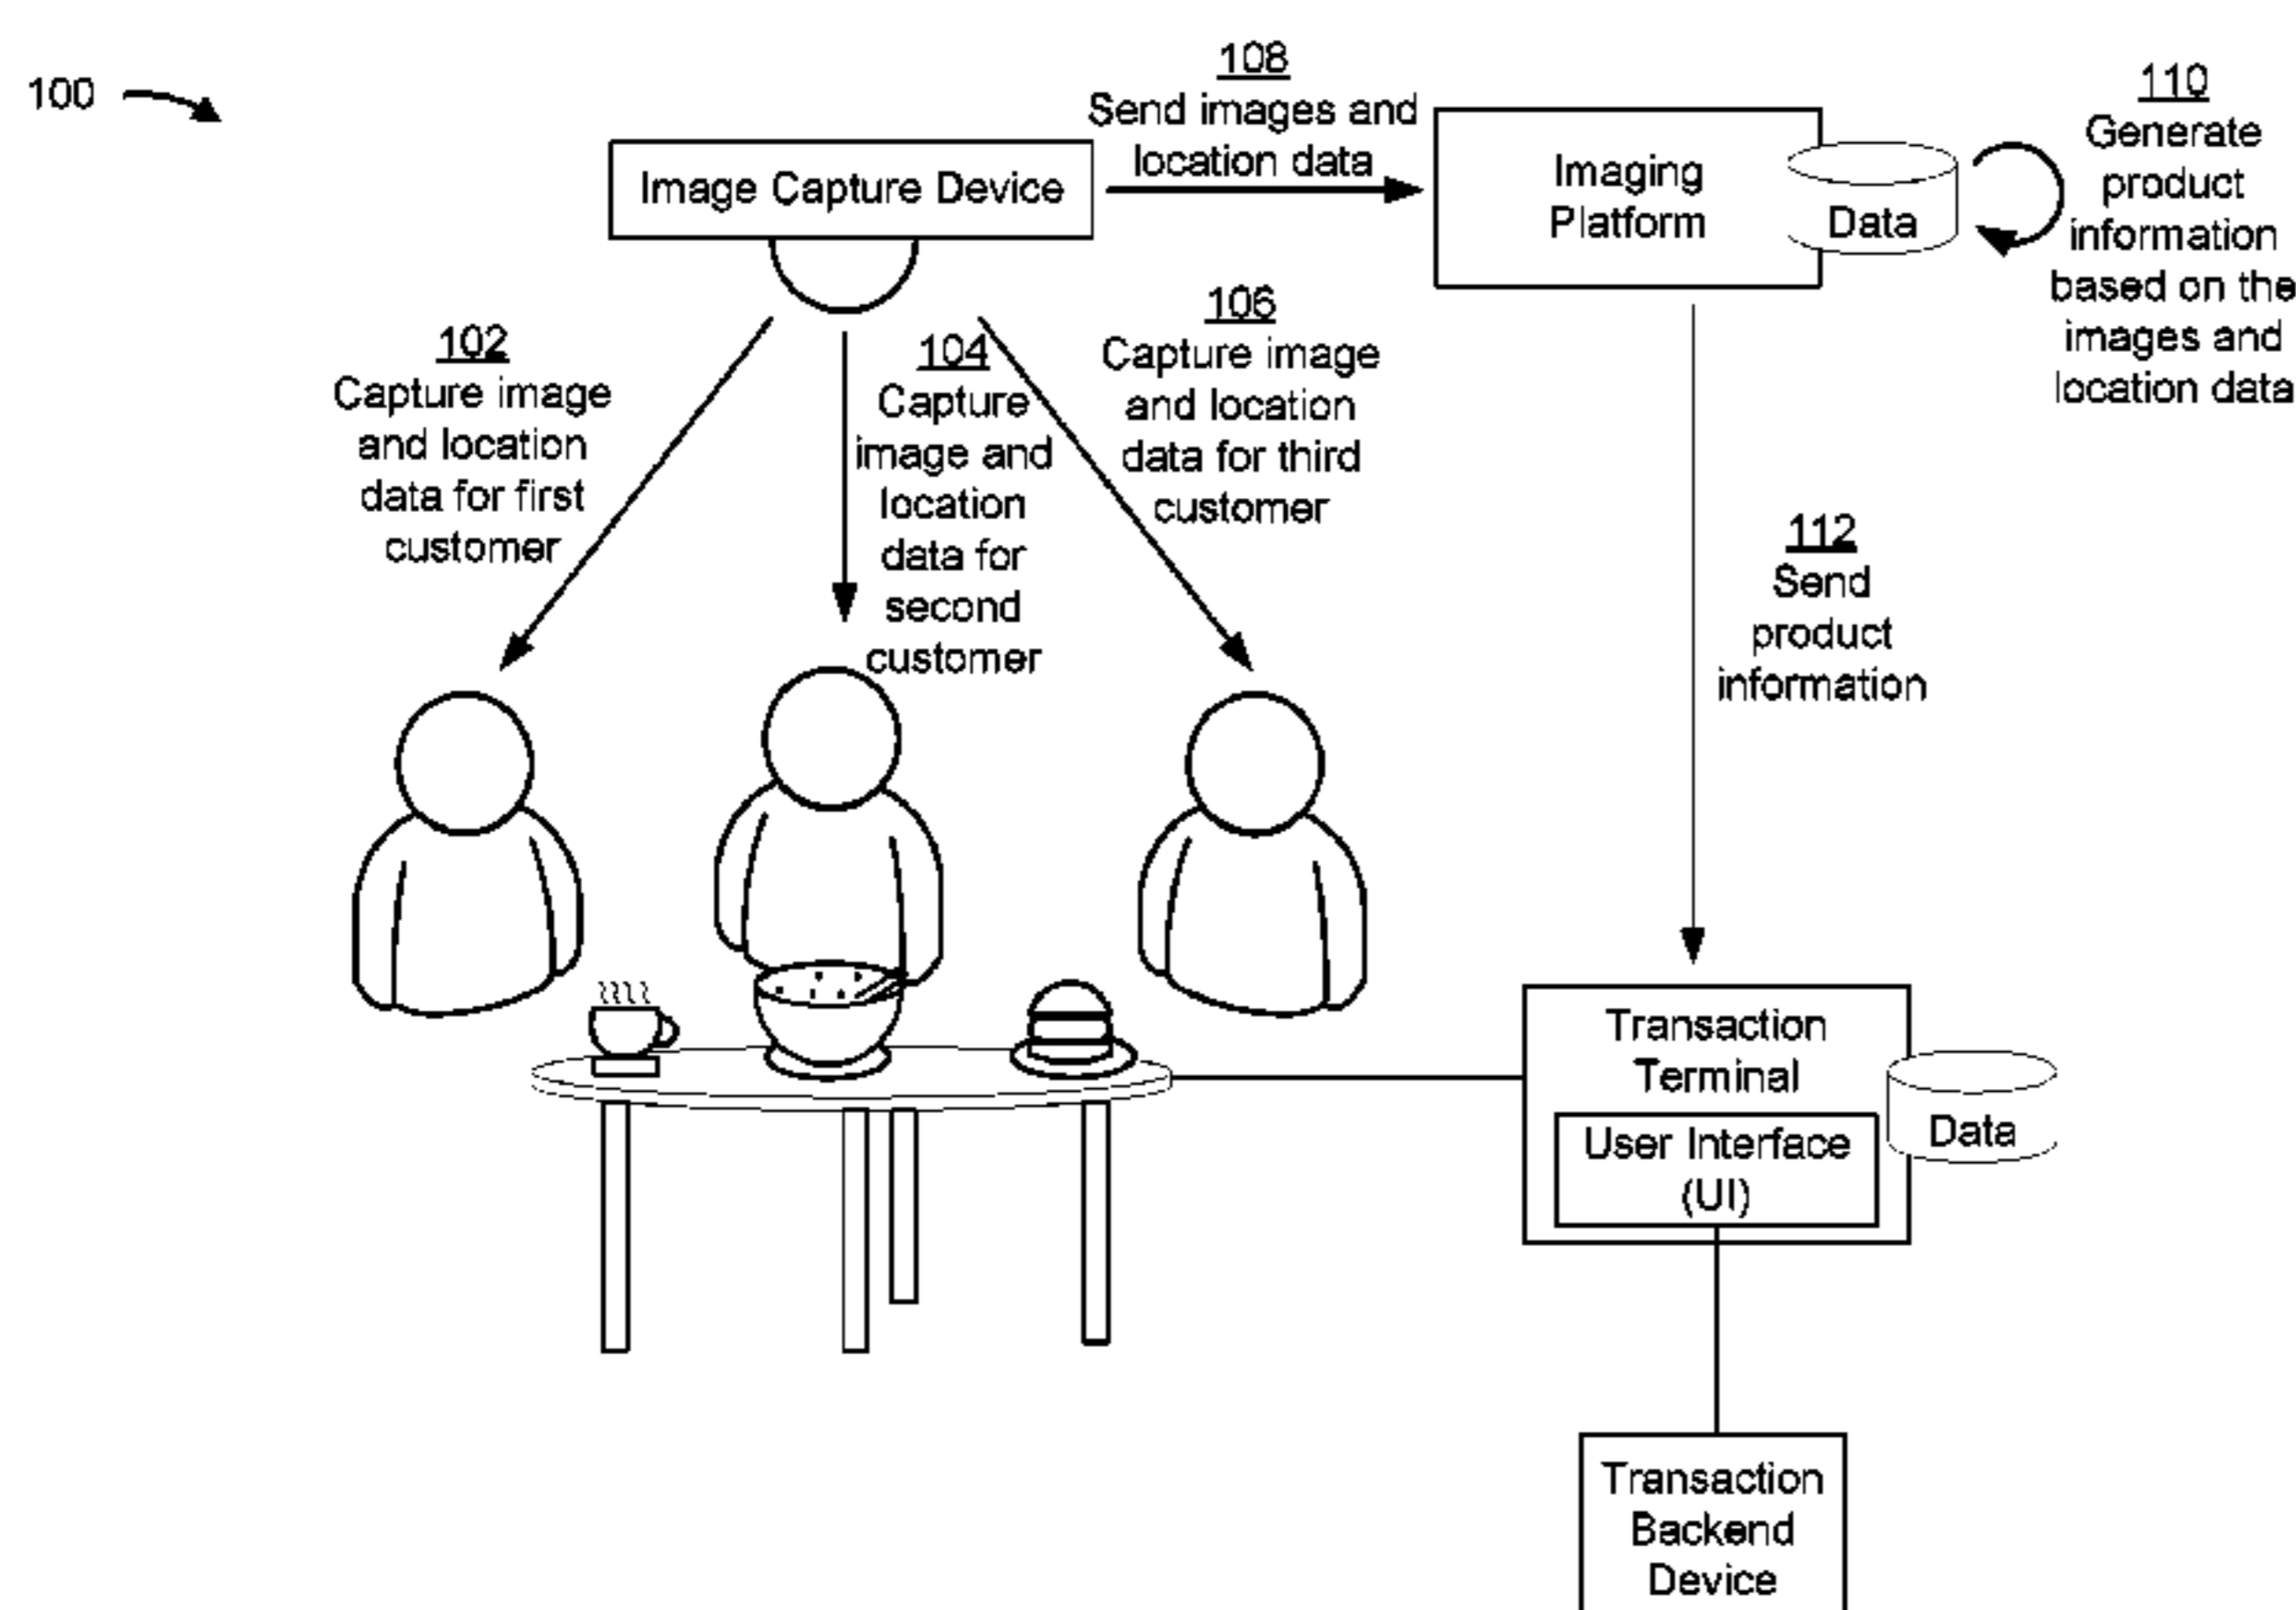 100
108
Send images and
location data
110
Generate
product
information
based on the
images and
location data
Image Capture Device
Imaging
Platform
Data
102
Capture image
and location
data for first
customer
104
Capture
image and
location
data for
second
customer
106
Capture image
and location
data for third
customer
112
Send
product
information
Transaction
Terminal
User Interface
(UI)
Data
Transaction
Backend
Device